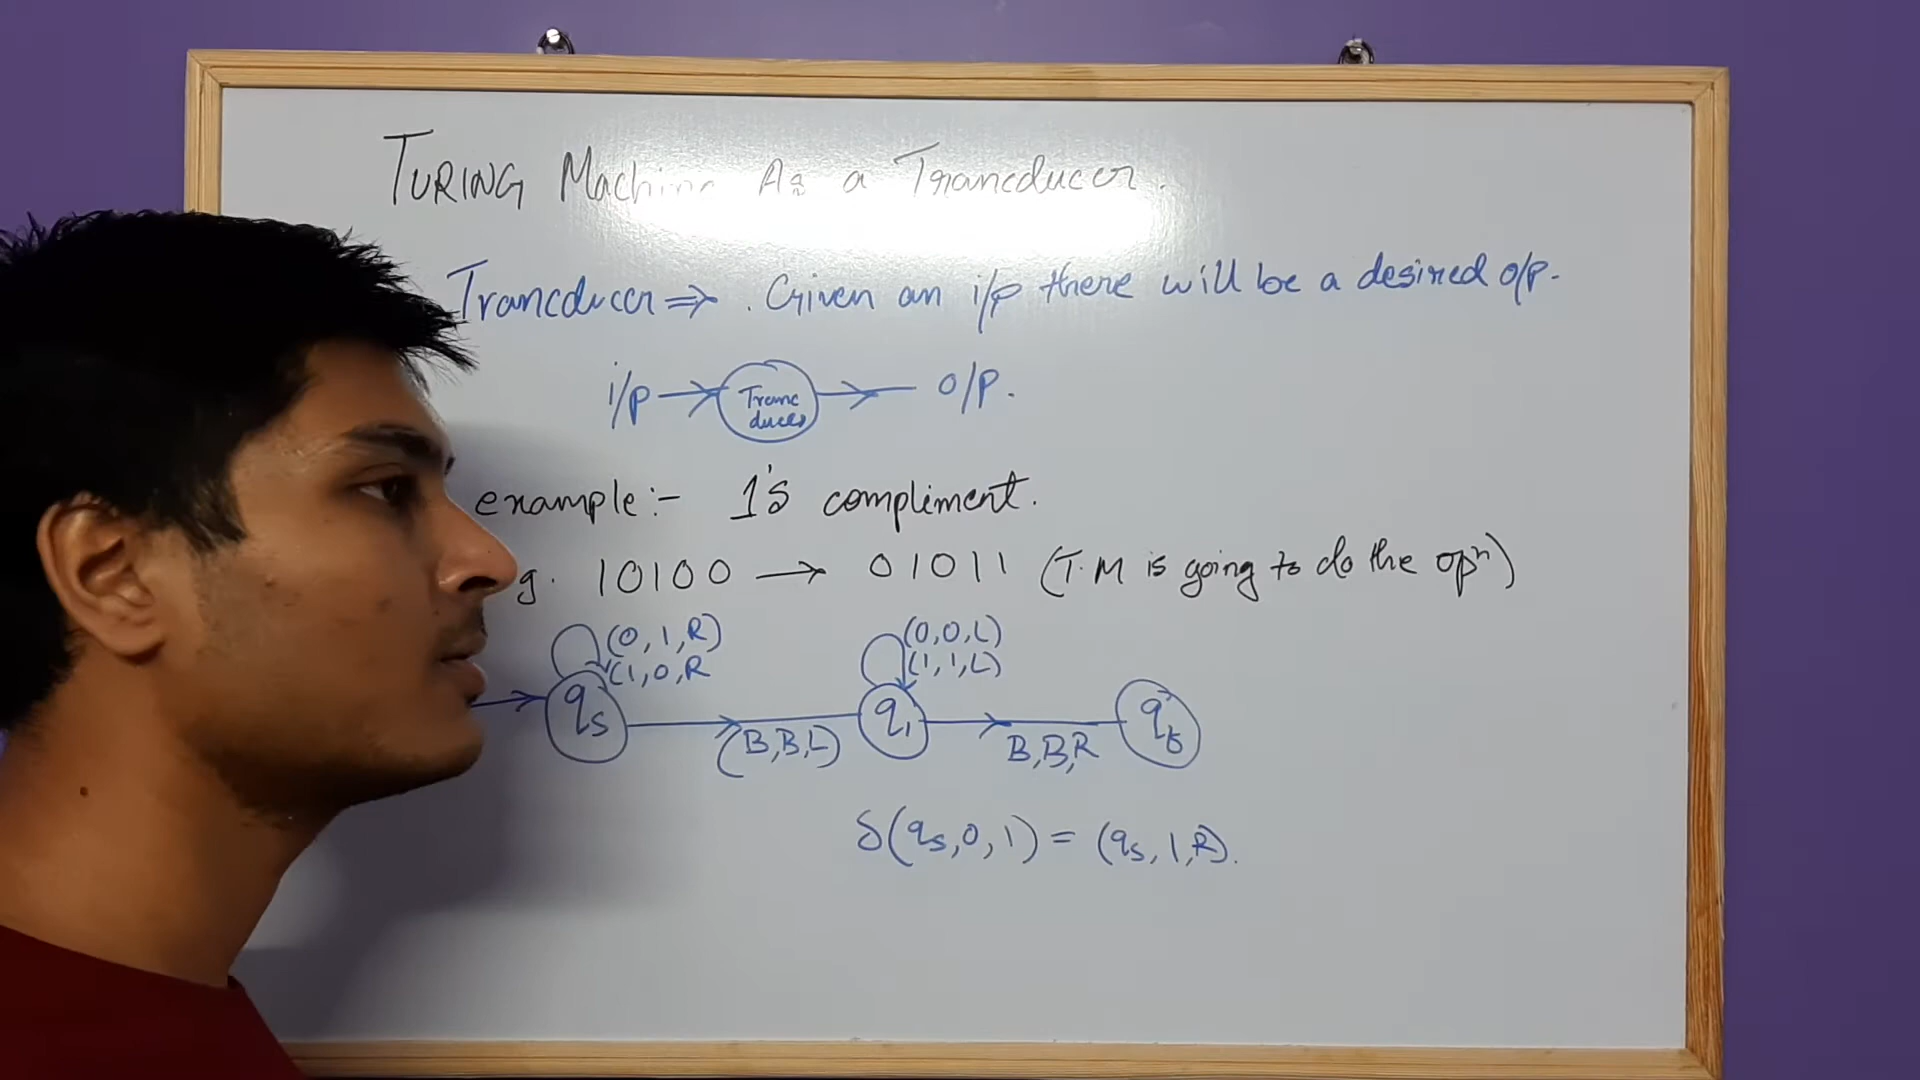 TURING Machine As a Trancducer.
Trancducer ⇒ . Given an i/p there will be a desired o/p.
i/p → Tranc ducer → o/p.
example:- 1's compliment.
g. 10100 → 01011 (T.M is going to do the opⁿ)
(0,1,R) (0,0,L)
(1,0,R (1,1,L)
qs (B,B,L) q1 B,B,R qf
δ(qs,0,1) = (qs,1,R).